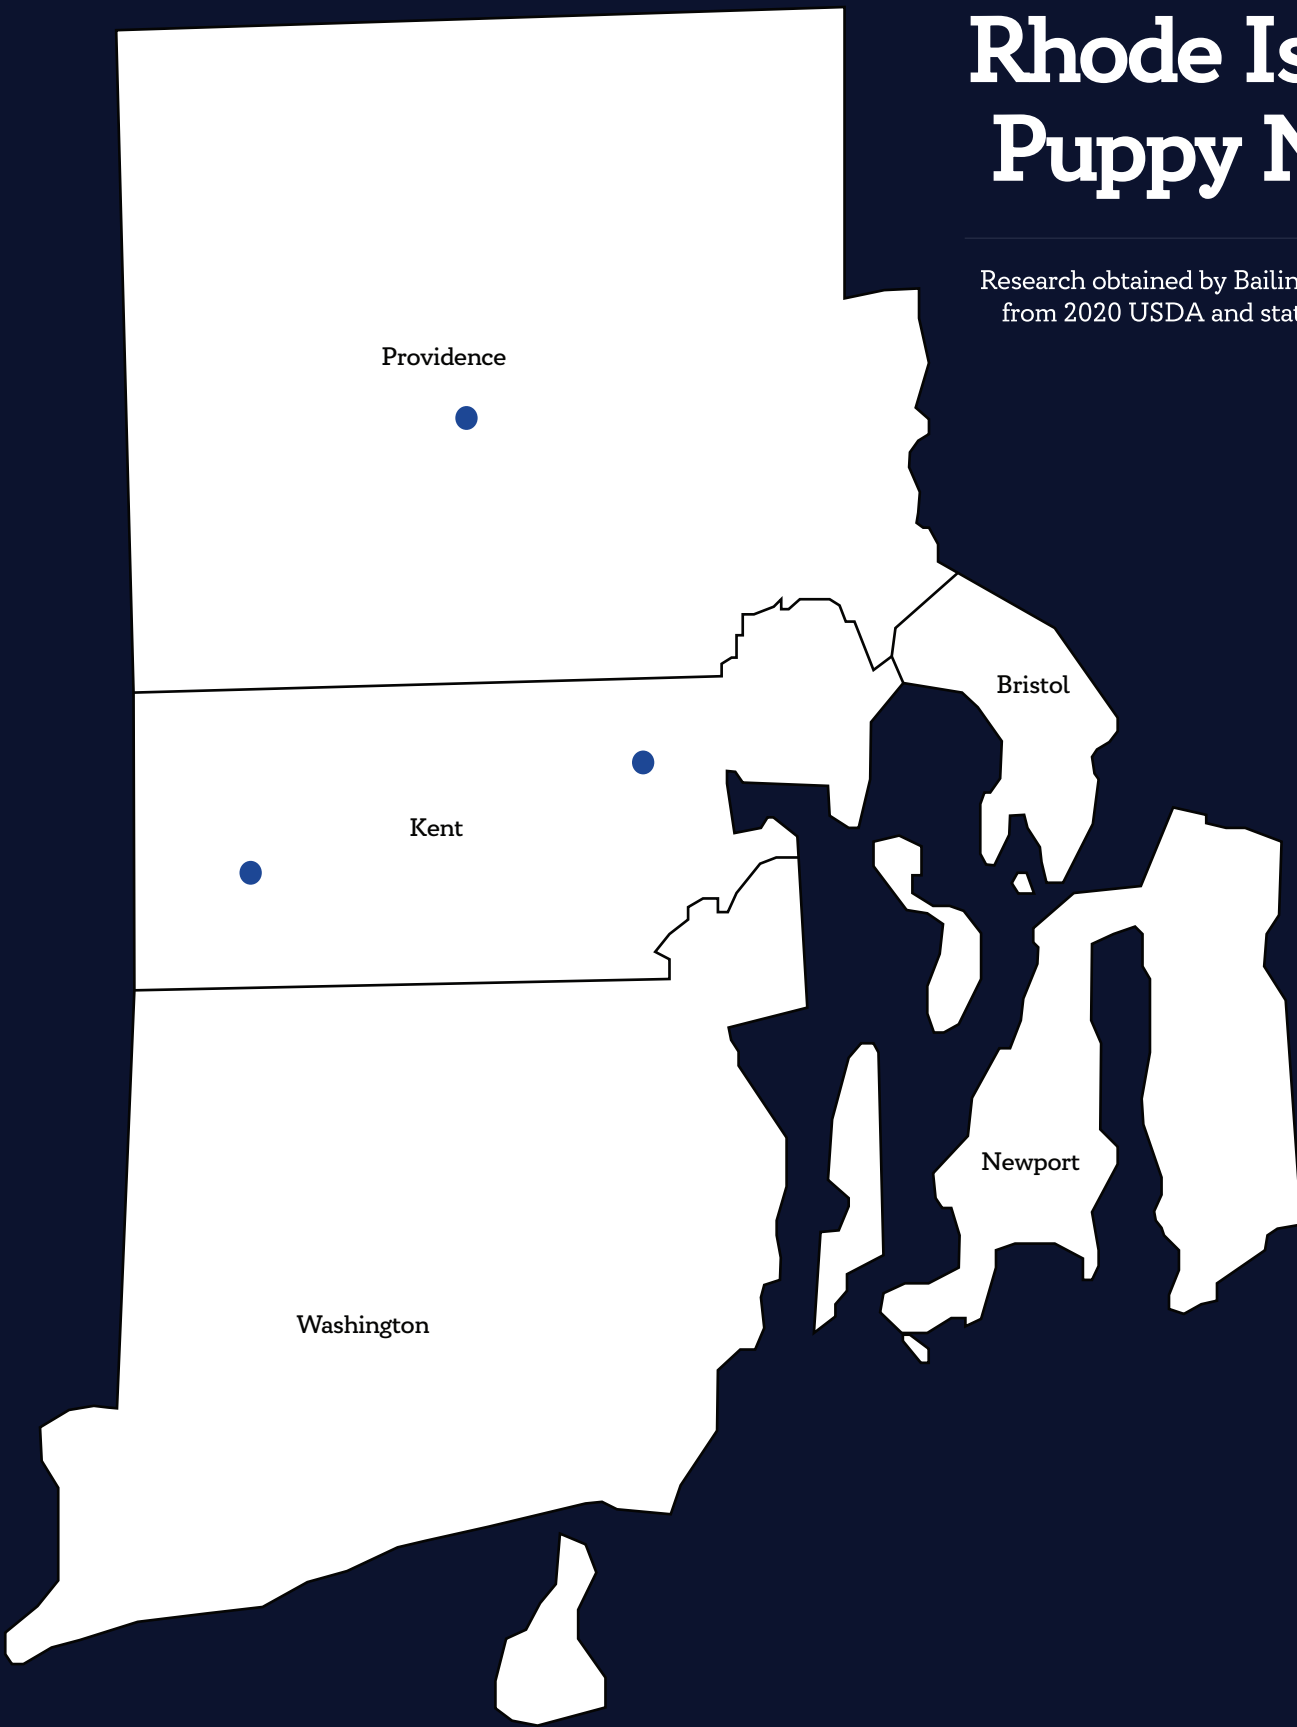 Rhode Is
Puppy
Research obtained by Bailin
from 2020 USDA and stat
Providence
Bristol
Kent
Newport
Washington